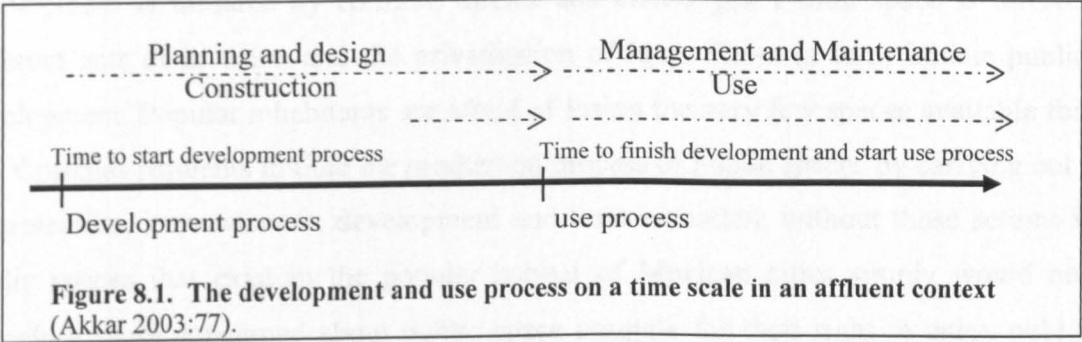 Planning and design Management and Maintenance
Construction Use
Time to start development process Time to finish development and start use process
Development process use process
Figure 8.1. The development and use process on a time scale in an affluent context
(Akkar 2003:77).